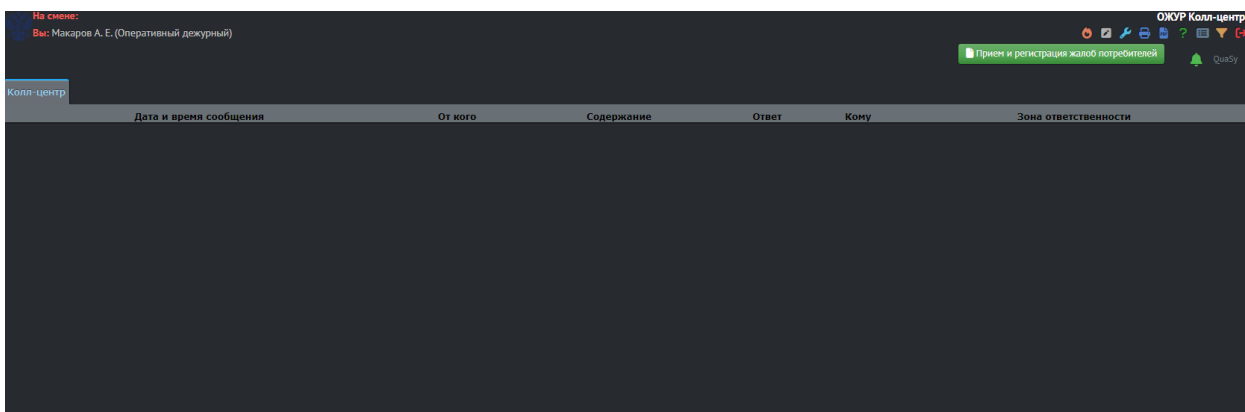 На смене:
ОЖУР Колл-центр
Вы: Макаров А. Е. (Оперативный дежурный)
Прием и регистрация жалоб потребителей
QuaSy
Колл-центр
Дата и время сообщения От кого Содержание Ответ Кому Зона ответственности